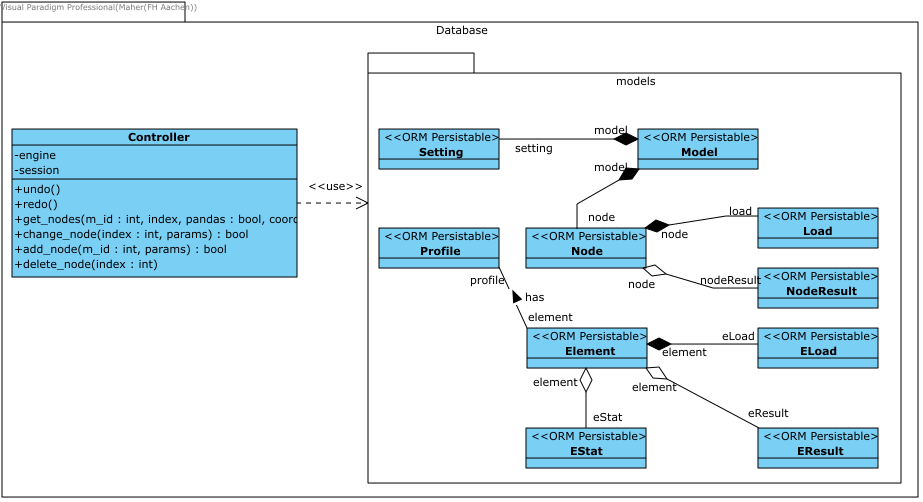 Visual Paradigm Professional(Maher(FH Aachen))
Database
models
Controller
-engine
-session
+undo()
+redo()
+get_nodes(m_id : int, index, pandas : bool, coord
+change_node(index : int, params) : bool
+add_node(m_id : int, params) : bool
+delete_node(index : int)
<<use>>
<<ORM Persistable>
Setting
setting
model
<<ORM Persistable>
Model
model
node
<<ORM Persistable>
Profile
profile
<<ORM Persistable>
Node
node
load
<<ORM Persistable>
Load
node
nodeResult
<<ORM Persistable>
NodeResult
has
element
<<ORM Persistable>
Element
element
eLoad
<<ORM Persistable>
ELoad
element
eStat
<<ORM Persistable>
EStat
element
eResult
<<ORM Persistable>
EResult